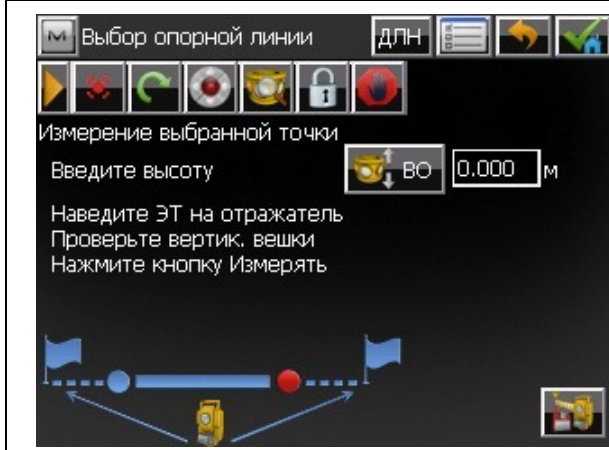 M Выбор опорной линии ДЛН
1
Измерение выбранной точки
Введите высоту ВО 0.000 м
Наведите ЭТ на отражатель
Проверьте вертик. вешки
Нажмите кнопку Измерять